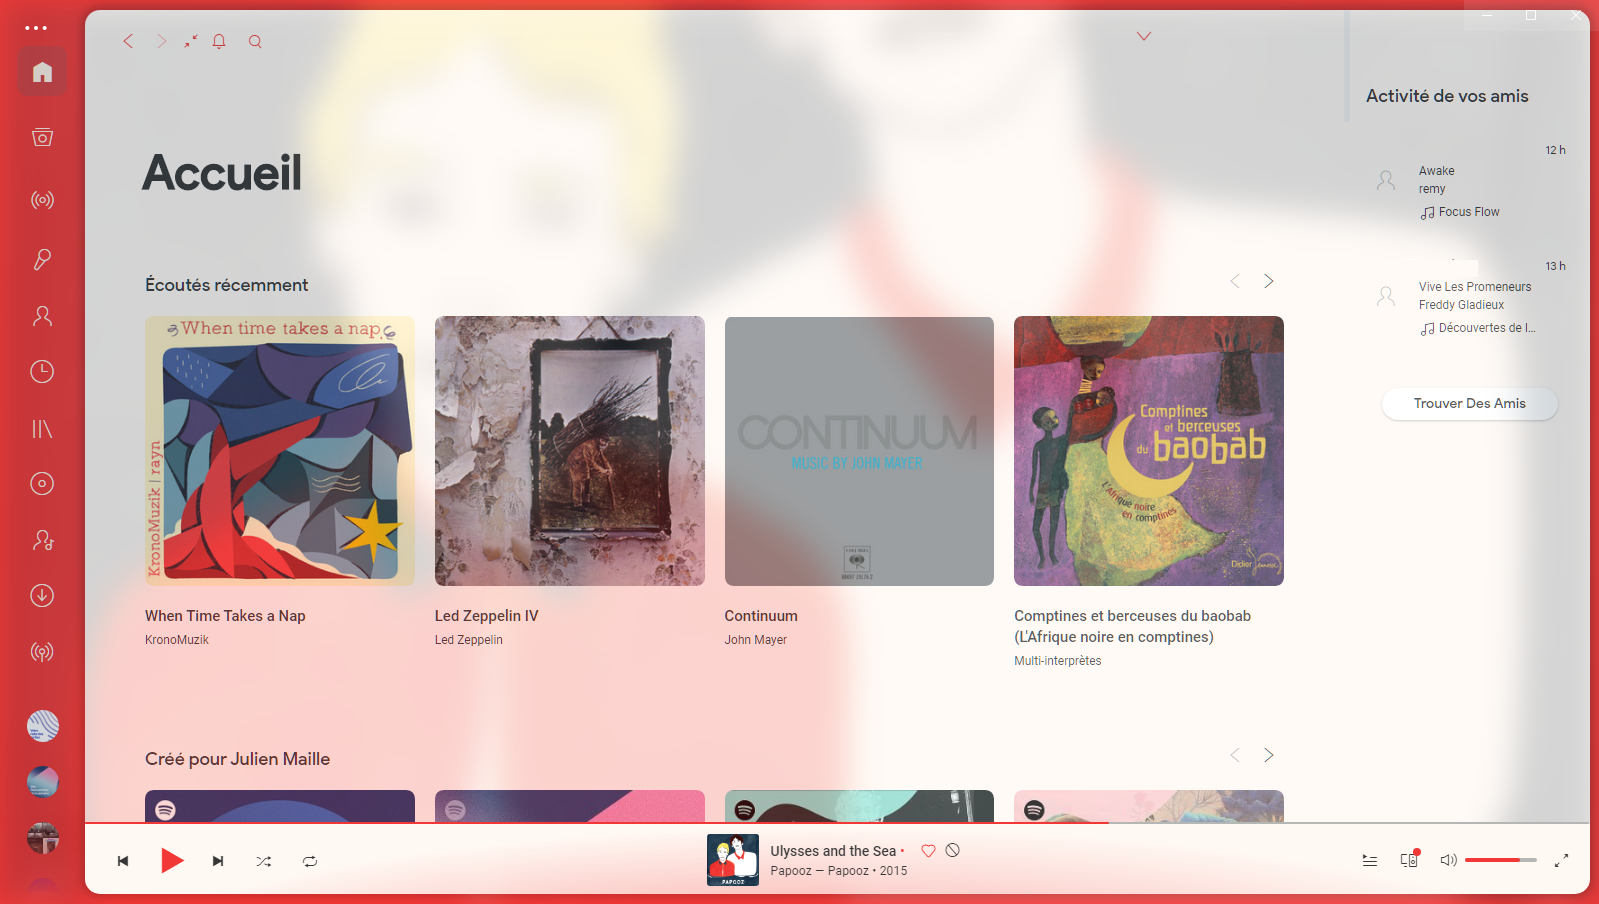 Accueil
Écoutés récemment
When time takes a nap.
KronoMuzik | rayn
CONTINUUM
MUSIC BY JOHN MAYER
Comptines
et berceuses
du baobab
L'Afrique noire
en comptines
Didier
When Time Takes a Nap
KronoMuzik
Led Zeppelin IV
Led Zeppelin
Continuum
John Mayer
Comptines et berceuses du baobab
(L'Afrique noire en comptines)
Multi-interprètes
Créé pour Julien Maille
Activité de vos amis
12 h
Awake
remy
Focus Flow
13 h
Vive Les Promeneurs
Freddy Gladieux
Découvertes de l...
Trouver Des Amis
PAPOOZ
Ulysses and the Sea •
Papooz — Papooz • 2015